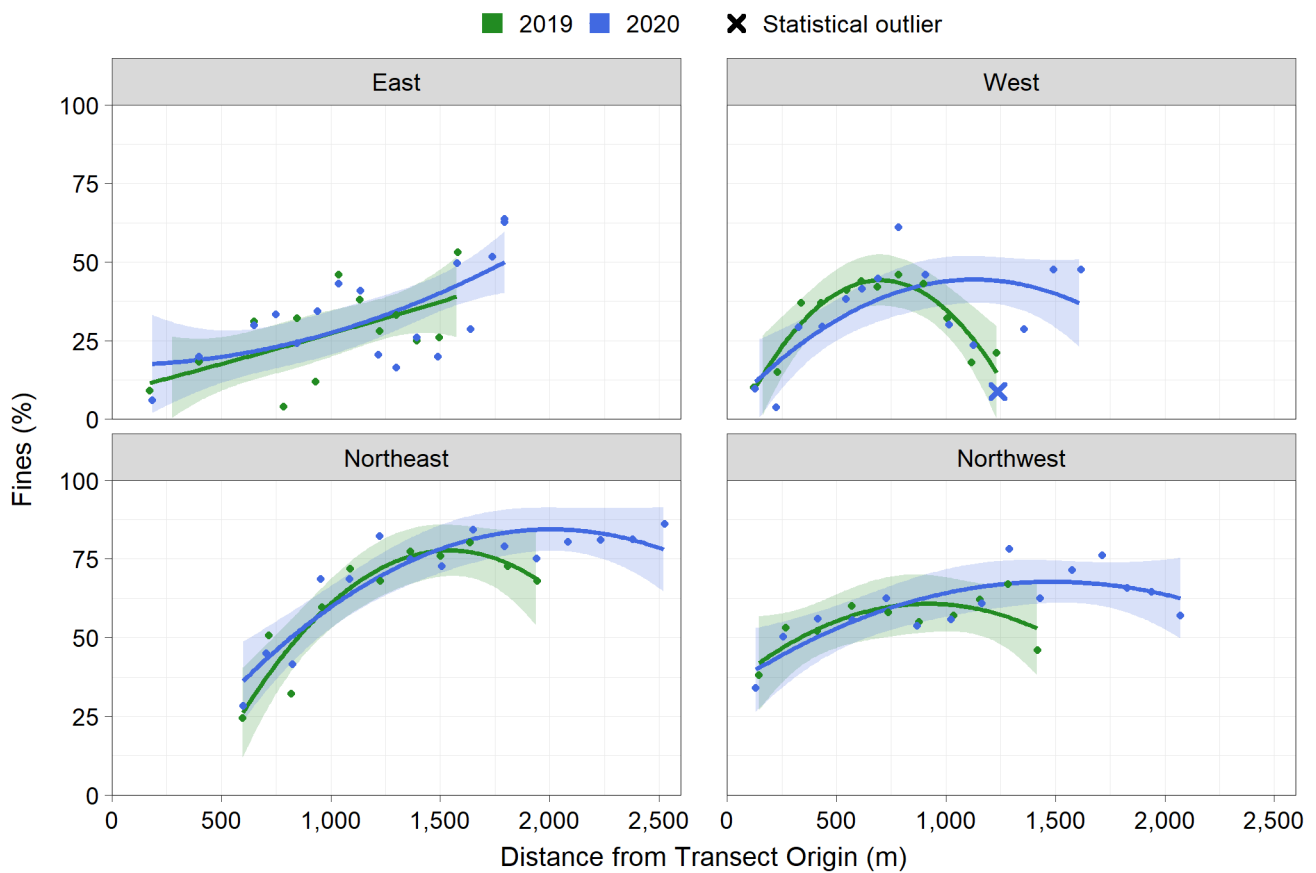 2019 2020 Statistical outlier
East West
100
75
50
25
0
Northeast Northwest
100
75
50
25
0
Fines (%)
0 500 1,000 1,500 2,000 2,500 0 500 1,000 1,500 2,000 2,500
Distance from Transect Origin (m)